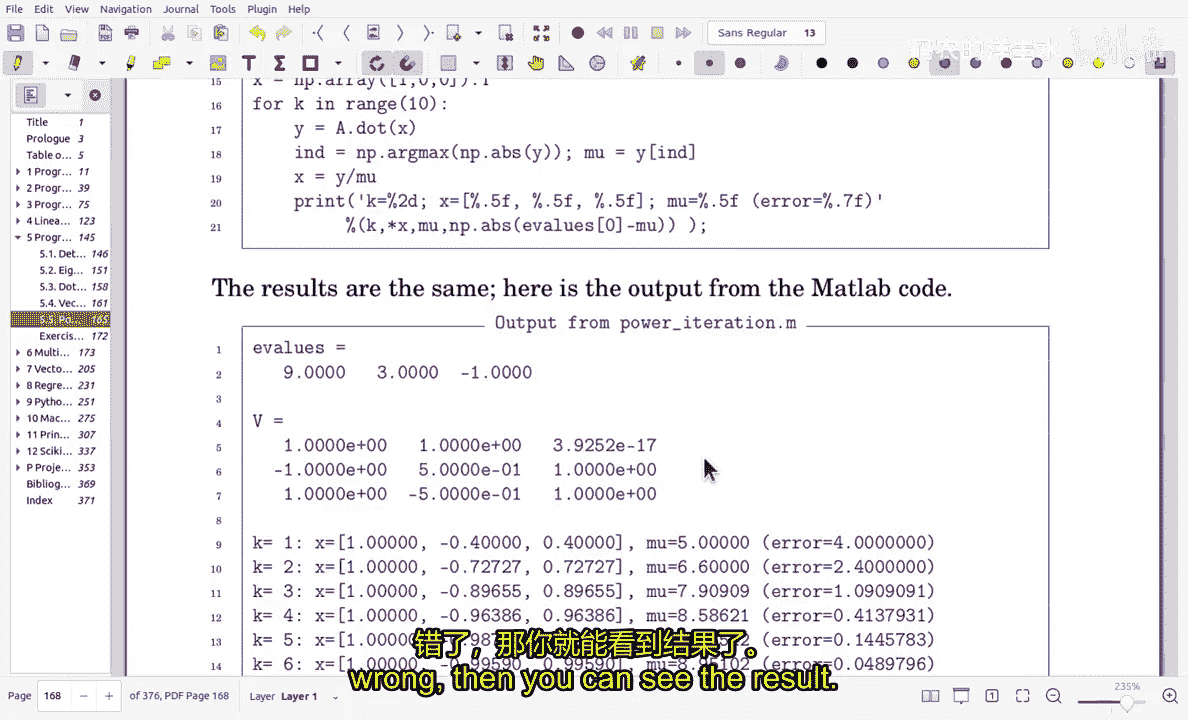 File Edit View Navigation Journal Tools Plugin Help
Sans Regular 13
Title 1
Prologue 3
Table o... 5
1 Progr... 11
2 Progr... 39
3 Progr... 75
4 Linea... 123
5 Progr... 145
5.1. Det... 146
5.2. Eig... 151
5.3. Dot... 158
5.4. Vec... 161
Exercis... 172
6 Multi... 173
7 Vecto... 205
8 Regre... 231
9 Pytho... 251
10 Mac... 275
11 Prin... 307
12 Sciki... 337
P Proje... 353
Bibliog... 369
Index 371
15 x = np.array([1,0,0]).T
16 for k in range(10):
17 y = A.dot(x)
18 ind = np.argmax(np.abs(y)); mu = y[ind]
19 x = y/mu
20 print('k=%2d; x=[%.5f, %.5f, %.5f]; mu=%.5f (error=%.7f)'
21 %(k,*x,mu,np.abs(evalues[0]-mu)) );
The results are the same; here is the output from the Matlab code.
Output from power_iteration.m
1 evalues =
2 9.0000 3.0000 -1.0000
3
4 V =
5 1.0000e+00 1.0000e+00 3.9252e-17
6 -1.0000e+00 5.0000e-01 1.0000e+00
7 1.0000e+00 -5.0000e-01 1.0000e+00
8
9 k= 1: x=[1.00000, -0.40000, 0.40000], mu=5.00000 (error=4.0000000)
10 k= 2: x=[1.00000, -0.72727, 0.72727], mu=6.60000 (error=2.4000000)
11 k= 3: x=[1.00000, -0.89655, 0.89655], mu=7.90909 (error=1.0909091)
12 k= 4: x=[1.00000, -0.96386, 0.96386], mu=8.58621 (error=0.4137931)
13 k= 5: (error=0.1445783)
14 k= 6: (error=0.0489796)
错了，那你就能看到结果了。
wrong, then you can see the result.
Page 168 of 376, PDF Page 168 Layer Layer 1 235%